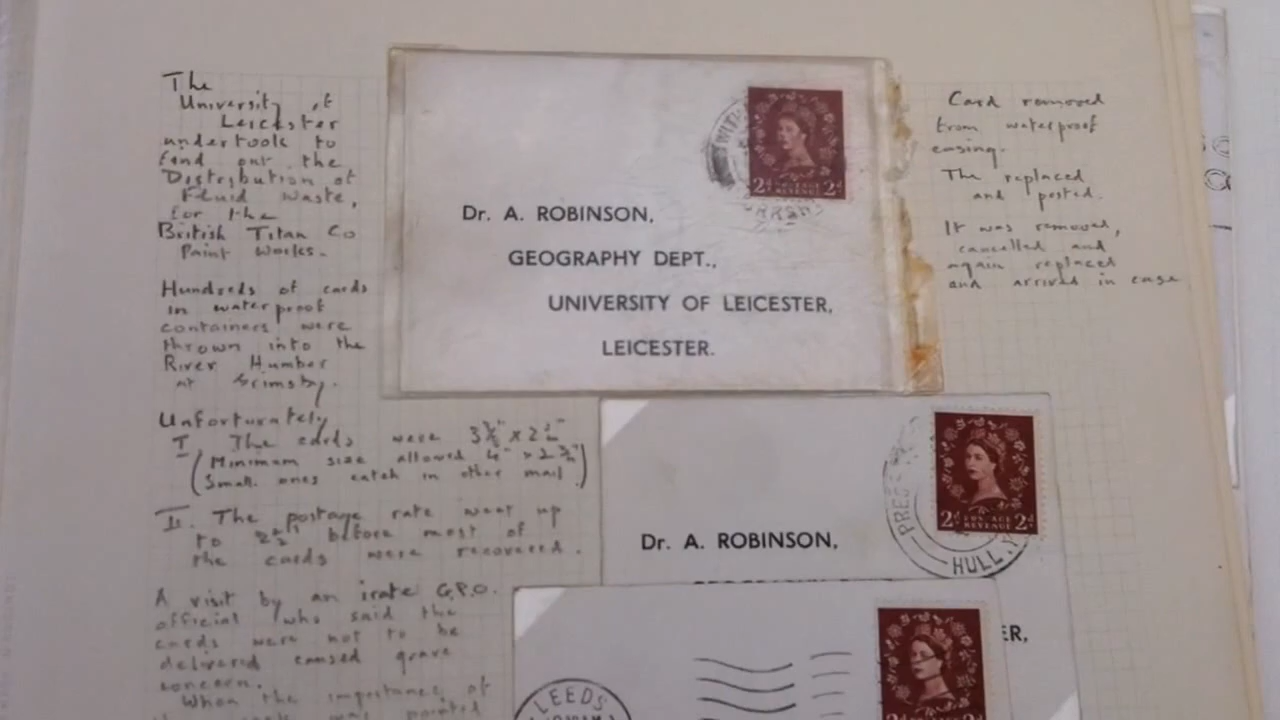 The
University of
Leicester
undertook to
find out the
Distribution of
Fluid waste,
for the
British Titan Co
Paint Works.
Hundreds of cards
in waterproof
containers were
thrown into the
River Humber
at Grimsby.
Unfortunately
I The cards were 3½" x 2½"
(Minimum size allowed 4" x 2¾"
Small ones catch in other mail.)
II. The postage rate went up
to 2½d before most of
the cards were recovered.
A visit by an irate G.P.O.
official who said the
cards were not to be
delivered caused grave
concern.
When the importance of
was pointed
Dr. A. ROBINSON,
GEOGRAPHY DEPT.,
UNIVERSITY OF LEICESTER,
LEICESTER.
2d POSTAGE REVENUE 2d
Card removed
from waterproof
casing.
The replaced
and posted.
It was removed,
cancelled and
again replaced
and arrived in case
Dr. A. ROBINSON,
2d POSTAGE REVENUE 2d
HULL
ER,
LEEDS